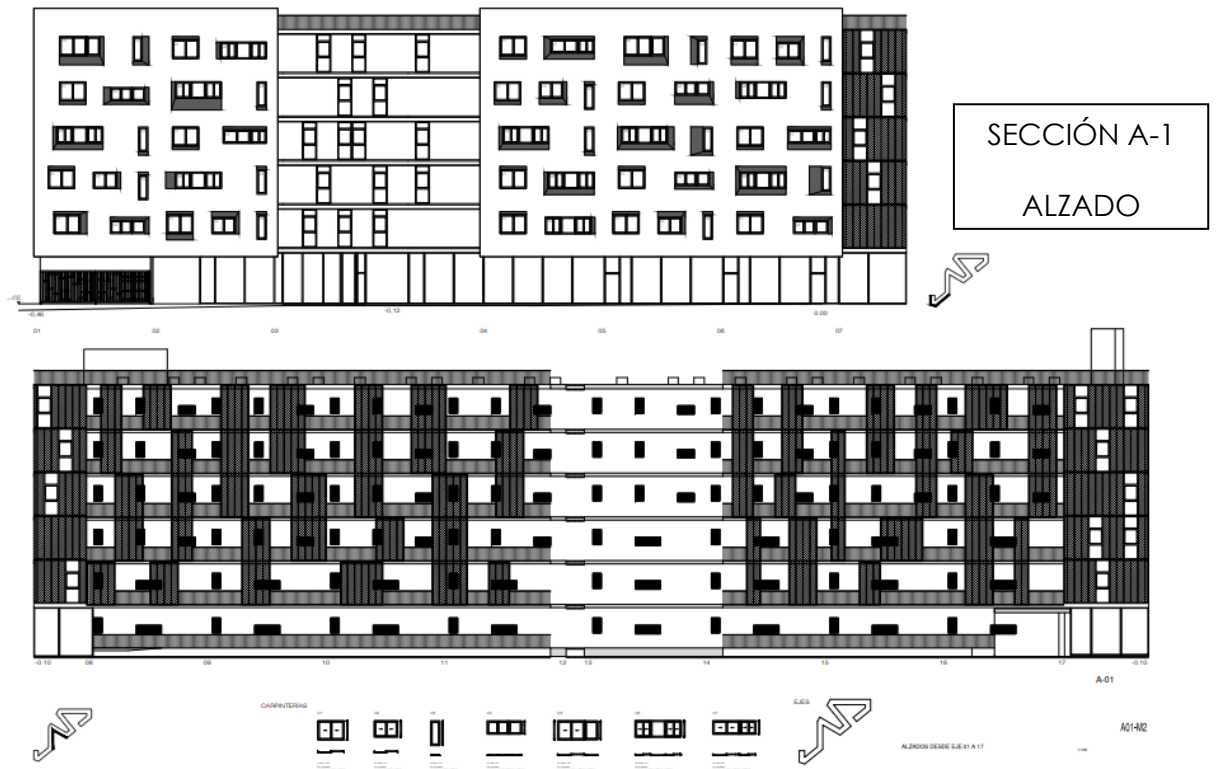 SECCIÓN A-1
ALZADO
-0,46
-0,12
0.00
01 02 03 04 05 06 07
-0.10 08 09 10 11 12 13 14 15 16 17 -0.10
A-01
CARPINTERÍAS
EJES
A01-M2
ALZADOS DESDE EJE 01 A 17